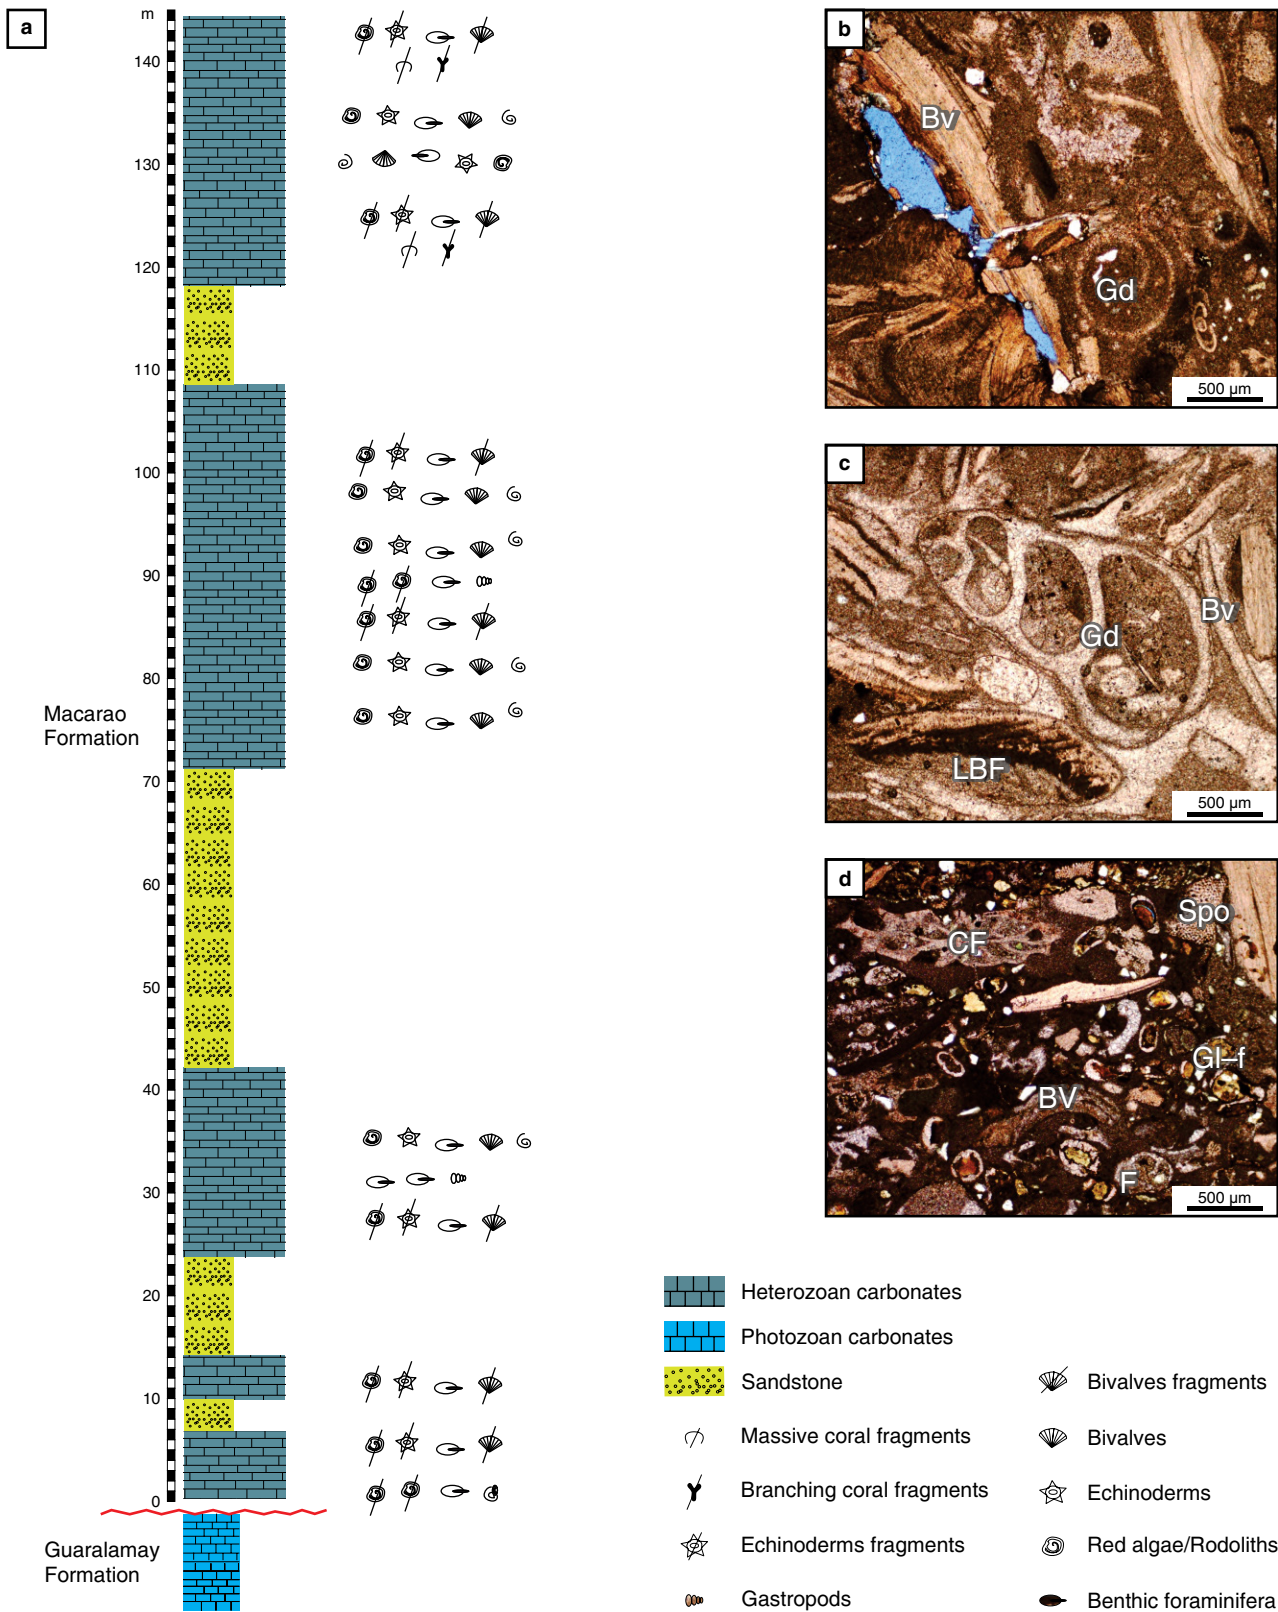 a
m
140
130
120
110
100
90
80
Macarao
Formation
70
60
50
40
30
20
10
0
Guaralamay
Formation
b
Bv
Gd
500 µm
c
Bv
Gd
LBF
500 µm
d
Spo
CF
Gl–f
BV
F
500 µm
Heterozoan carbonates
Photozoan carbonates
Sandstone
Massive coral fragments
Branching coral fragments
Echinoderms fragments
Gastropods
Bivalves fragments
Bivalves
Echinoderms
Red algae/Rodoliths
Benthic foraminifera